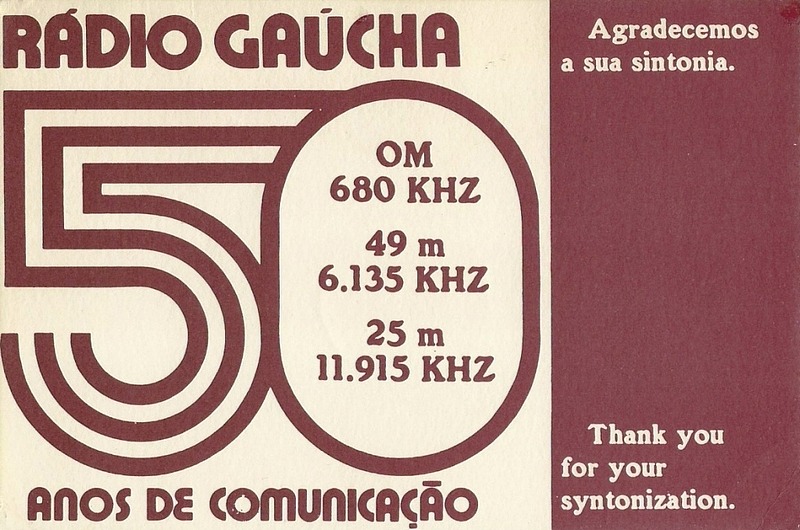 RÁDIO GAÚCHA
50
OM
680 KHZ
49 m
6.135 KHZ
25 m
11.915 KHZ
ANOS DE COMUNICAÇÃO
Agradecemos
a sua sintonia.
Thank you
for your
syntonization.